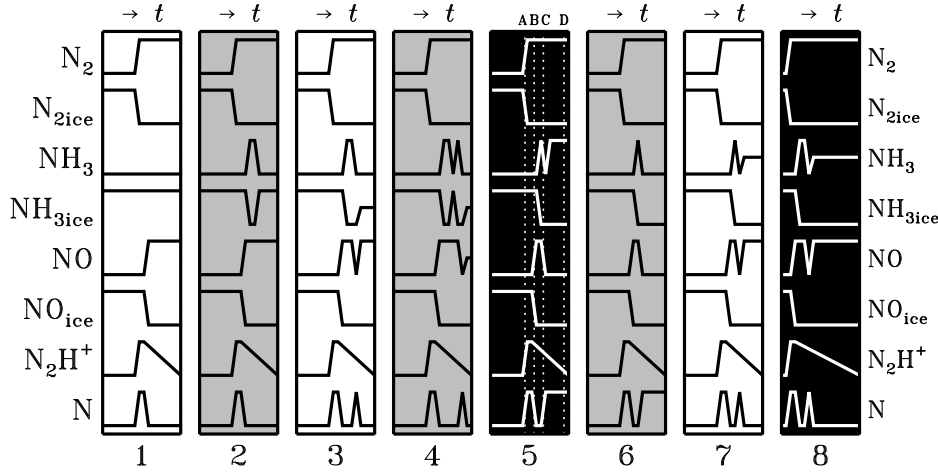 → t → t → t → t A B C D → t → t → t
N₂ N₂
N₂ice N₂ice
NH₃ NH₃
NH₃ice NH₃ice
NO NO
NOice NOice
N₂H⁺ N₂H⁺
N N
1 2 3 4 5 6 7 8